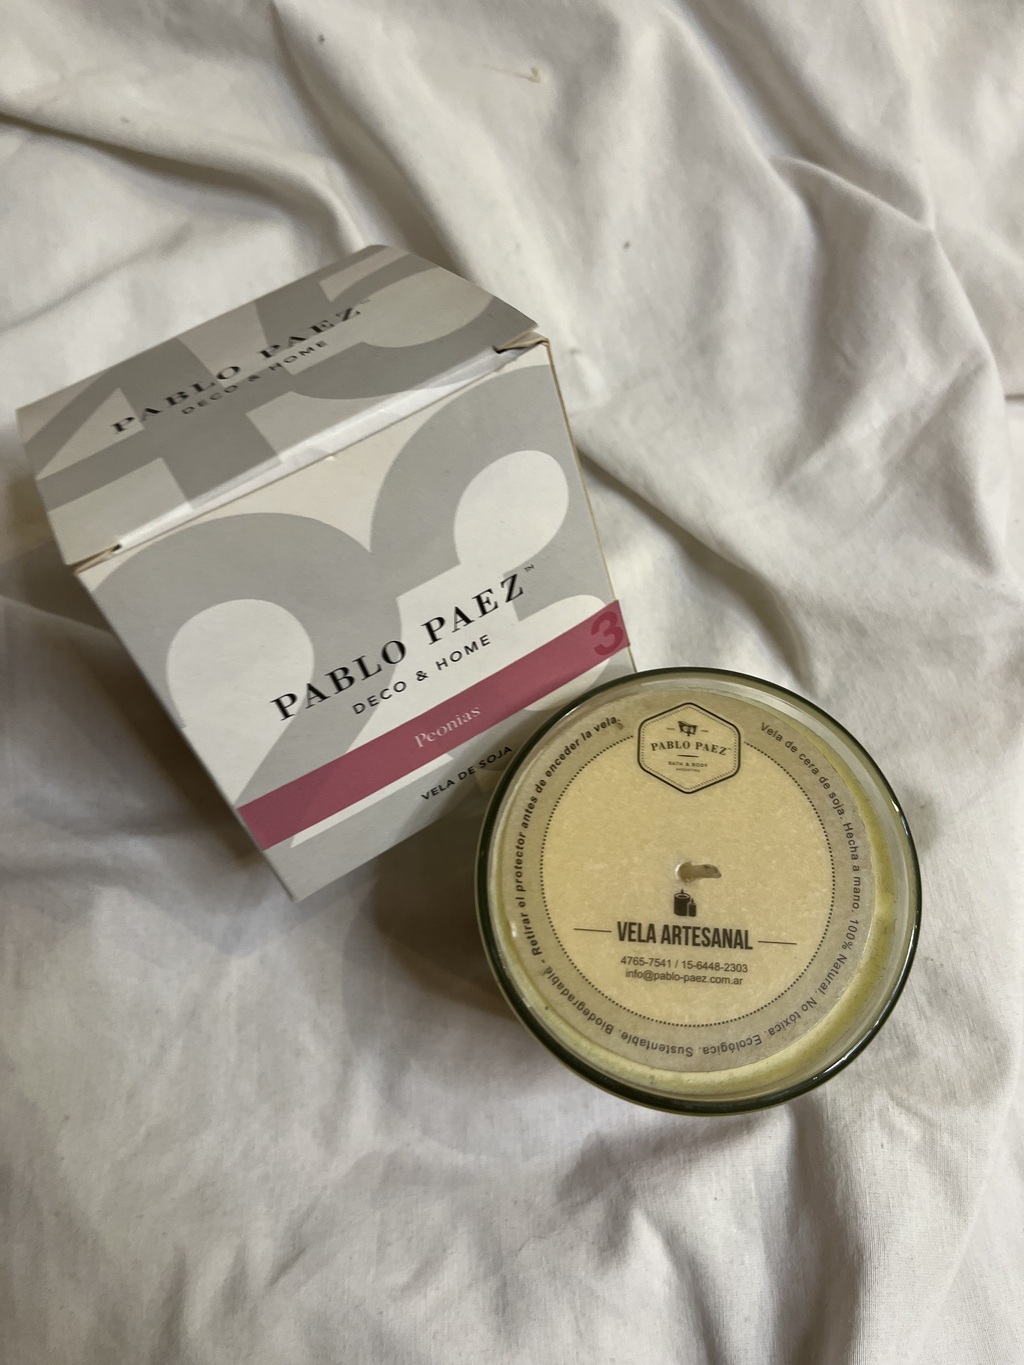 PABLO PAEZ
DECO & HOME
PABLO PAEZ™
DECO & HOME
3
Peonias
VELA DE SOJA
PABLO PAEZ
BATH & BODY
ARGENTINA
Vela de cera de soja. Hecha a mano. 100% Natural. No tóxica. Ecológica. Sustentable. Biodegradable - Retirar el protector antes de enceder la vela.
VELA ARTESANAL
4765-7541 / 15-6448-2303
info@pablo-paez.com.ar